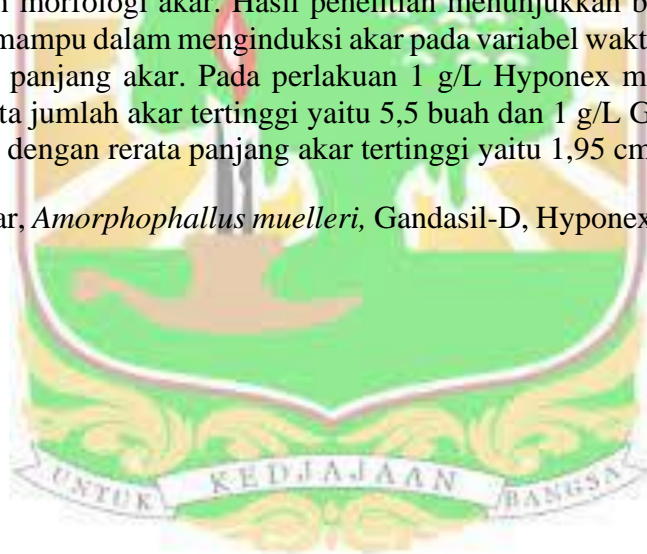 n morfologi akar. Hasil penelitian menunjukkan b
mampu dalam menginduksi akar pada variabel wakt
panjang akar. Pada perlakuan 1 g/L Hyponex m
ta jumlah akar tertinggi yaitu 5,5 buah dan 1 g/L G
dengan rerata panjang akar tertinggi yaitu 1,95 cm
ar, Amorphophallus muelleri, Gandasil-D, Hyponex
UNTUK KEDJAJAAN BANGSA